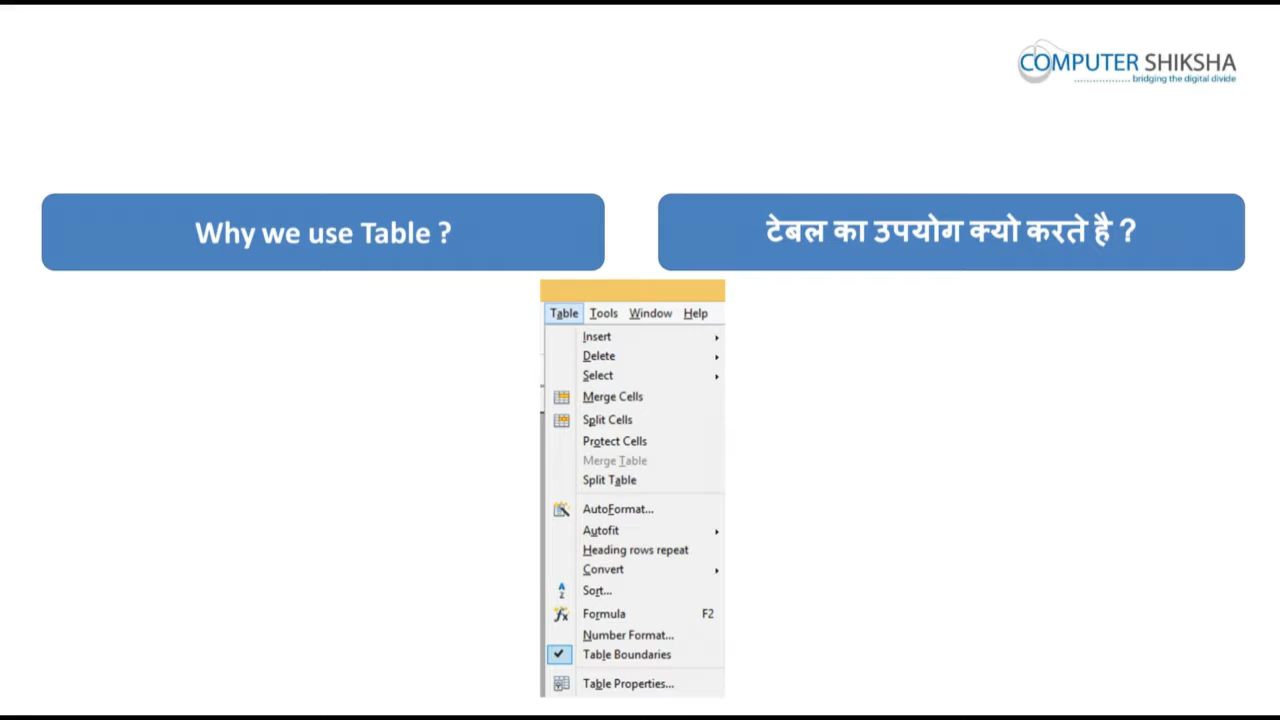 COMPUTER SHIKSHA
bridging the digital divide
Why we use Table ?
टेबल का उपयोग क्यो करते है ?
Table Tools Window Help
Insert
Delete
Select
Merge Cells
Split Cells
Protect Cells
Merge Table
Split Table
AutoFormat...
Autofit
Heading rows repeat
Convert
Sort...
Formula F2
Number Format...
Table Boundaries
Table Properties...